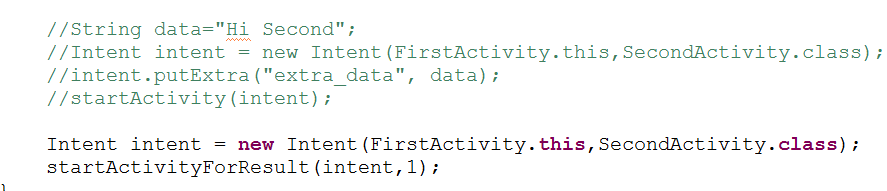 //String data="Hi Second";
//Intent intent = new Intent(FirstActivity.this,SecondActivity.class);
//intent.putExtra("extra_data", data);
//startActivity(intent);
Intent intent = new Intent(FirstActivity.this,SecondActivity.class);
startActivityForResult(intent,1);